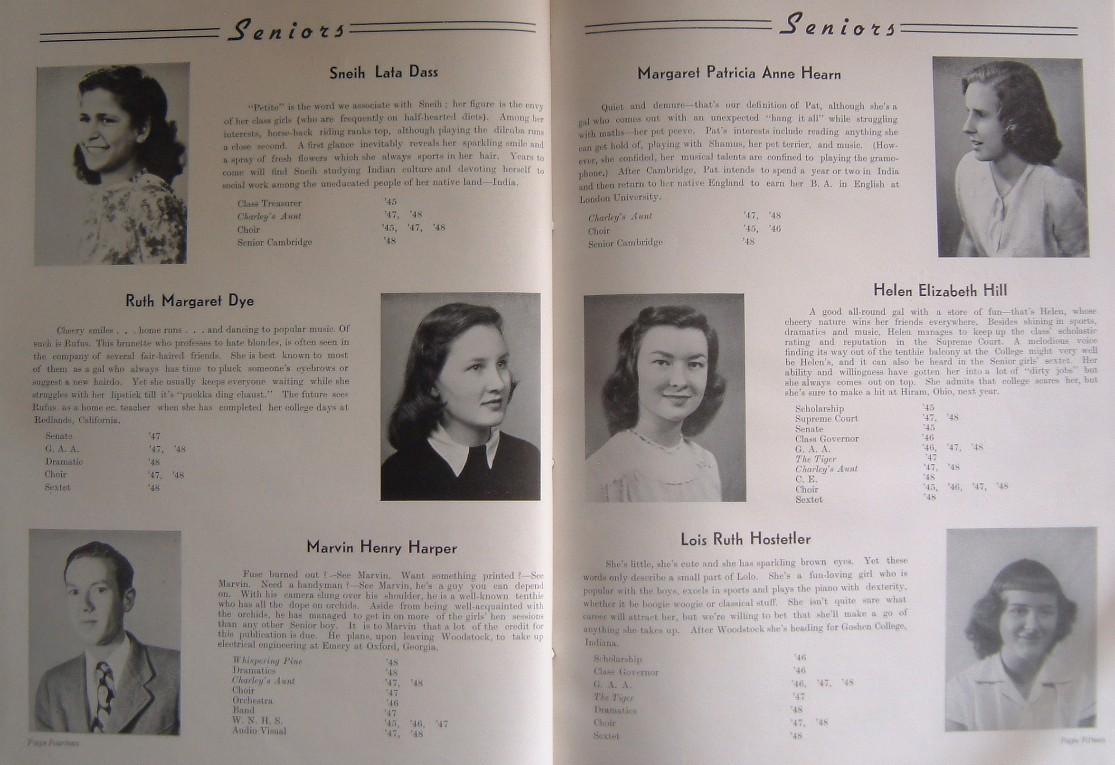 Seniors
Sneih Lata Dass
"Petite" is the word we associate with Sneih; her figure is the envy
of her class girls (who are frequently on half-hearted diets). Among her
interests, horse-back riding ranks top, although playing the dilruba runs
a close second. A first glance inevitably reveals her sparkling smile and
a spray of fresh flowers which she always sports in her hair. Years to
come will find Sneih studying Indian culture and devoting herself to
social work among the uneducated people of her native land—India.
Class Treasurer '45
Charley's Aunt '47, '48
Choir '45, '47, '48
Senior Cambridge '48
Ruth Margaret Dye
Cheery smiles . . . home runs . . . and dancing to popular music. Of
such is Rufus. This brunette who professes to hate blondes, is often seen in
the company of several fair-haired friends. She is best known to most
of them as a gal who always has time to pluck someone's eyebrows or
suggest a new hairdo. Yet she usually keeps everyone waiting while she
struggles with her lipstick till it's "pukka ding chaust." The future sees
Rufus as a home ec. teacher when she has completed her college days at
Redlands, California.
Senate '47
G. A. A. '47, '48
Dramatic '48
Choir '47, '48
Sextet '48
Marvin Henry Harper
Fuse burned out?—See Marvin. Want something printed?—See
Marvin. Need a handyman?—See Marvin, he's a guy you can depend
on. With his camera slung over his shoulder, he is a well-known tenthie
who has all the dope on orchids. Aside from being well-acquainted with
the orchids, he has managed to get in on more of the girls' hen sessions
than any other Senior boy. It is to Marvin that a lot of the credit for
this publication is due. He plans, upon leaving Woodstock, to take up
electrical engineering at Emery at Oxford, Georgia.
Whispering Pine '48
Dramatics '48
Charley's Aunt '47, '48
Choir '47
Orchestra '46
Band '47
W. N. H. S. '45, '46, '47
Audio Visual '47, '48
Page Fourteen
Seniors
Margaret Patricia Anne Hearn
Quiet and demure—that's our definition of Pat, although she's a
gal who comes out with an unexpected "hang it all" while struggling
with maths—her pet peeve. Pat's interests include reading anything she
can get hold of, playing with Shamus, her pet terrier, and music. (How-
ever, she confided, her musical talents are confined to playing the gramo-
phone.) After Cambridge, Pat intends to spend a year or two in India
and then return to her native England to earn her B. A. in English at
London University.
Charley's Aunt '47, '48
Choir '45, '46
Senior Cambridge '48
Helen Elizabeth Hill
A good all-round gal with a store of fun—that's Helen, whose
cheery nature wins her friends everywhere. Besides shining in sports,
dramatics and music, Helen manages to keep up the class' scholastic
rating and reputation in the Supreme Court. A melodious voice
finding its way out of the tenthie balcony at the College might very well
be Helen's, and it can also be heard in the Senior girls' sextet. Her
ability and willingness have gotten her into a lot of "dirty jobs" but
she always comes out on top. She admits that college scares her, but
she's sure to make a hit at Hiram, Ohio, next year.
Scholarship '45
Supreme Court '47, '48
Senate '45
Class Governor '46
G. A. A. '46, '47, '48
The Tiger '47
Charley's Aunt '47, '48
C. E. '48
Choir '45, '46, '47, '48
Sextet '48
Lois Ruth Hostetler
She's little, she's cute and she has sparkling brown eyes. Yet these
words only describe a small part of Lolo. She's a fun-loving girl who is
popular with the boys, excels in sports and plays the piano with dexterity,
whether it be boogie woogie or classical stuff. She isn't quite sure what
career will attract her, but we're willing to bet that she'll make a go of
anything she takes up. After Woodstock she's heading for Goshen College,
Indiana.
Scholarship '46
Class Governor '46
G. A. A. '46, '47, '48
The Tiger '47
Dramatics '48
Choir '47, '48
Sextet '48
Page Fifteen